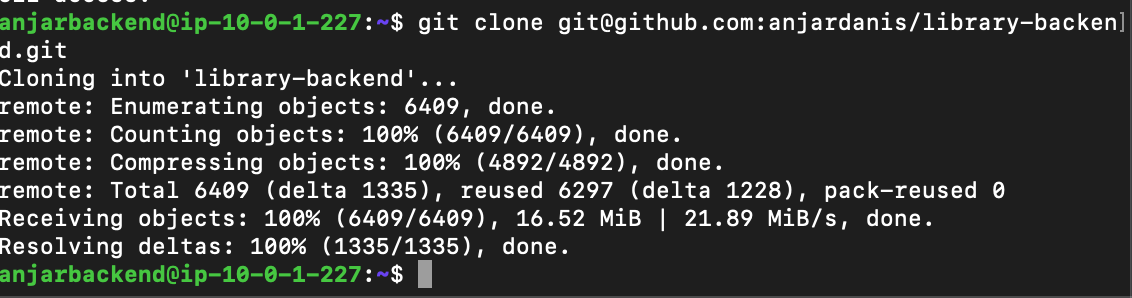 anjarbackend@ip-10-0-1-227:~$ git clone git@github.com:anjardanis/library-backen
d.git
Cloning into 'library-backend'...
remote: Enumerating objects: 6409, done.
remote: Counting objects: 100% (6409/6409), done.
remote: Compressing objects: 100% (4892/4892), done.
remote: Total 6409 (delta 1335), reused 6297 (delta 1228), pack-reused 0
Receiving objects: 100% (6409/6409), 16.52 MiB | 21.89 MiB/s, done.
Resolving deltas: 100% (1335/1335), done.
anjarbackend@ip-10-0-1-227:~$